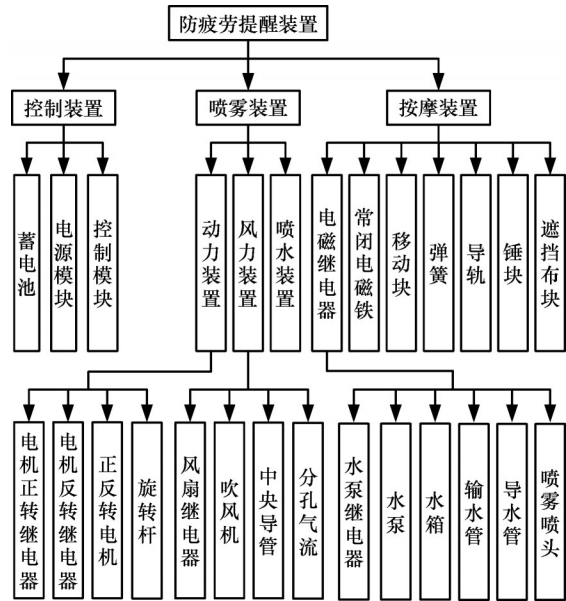 防疲劳提醒装置
控制装置
喷雾装置
按摩装置
蓄电池
电源模块
控制模块
动力装置
风力装置
喷水装置
电磁继电器
常闭电磁铁
移动块
弹簧
导轨
锤块
遮挡布块
电机正转继电器
电机反转继电器
正反转电机
旋转杆
风扇继电器
吹风机
中央导管
分孔气流
水泵继电器
水泵
水箱
输水管
导水管
喷雾喷头